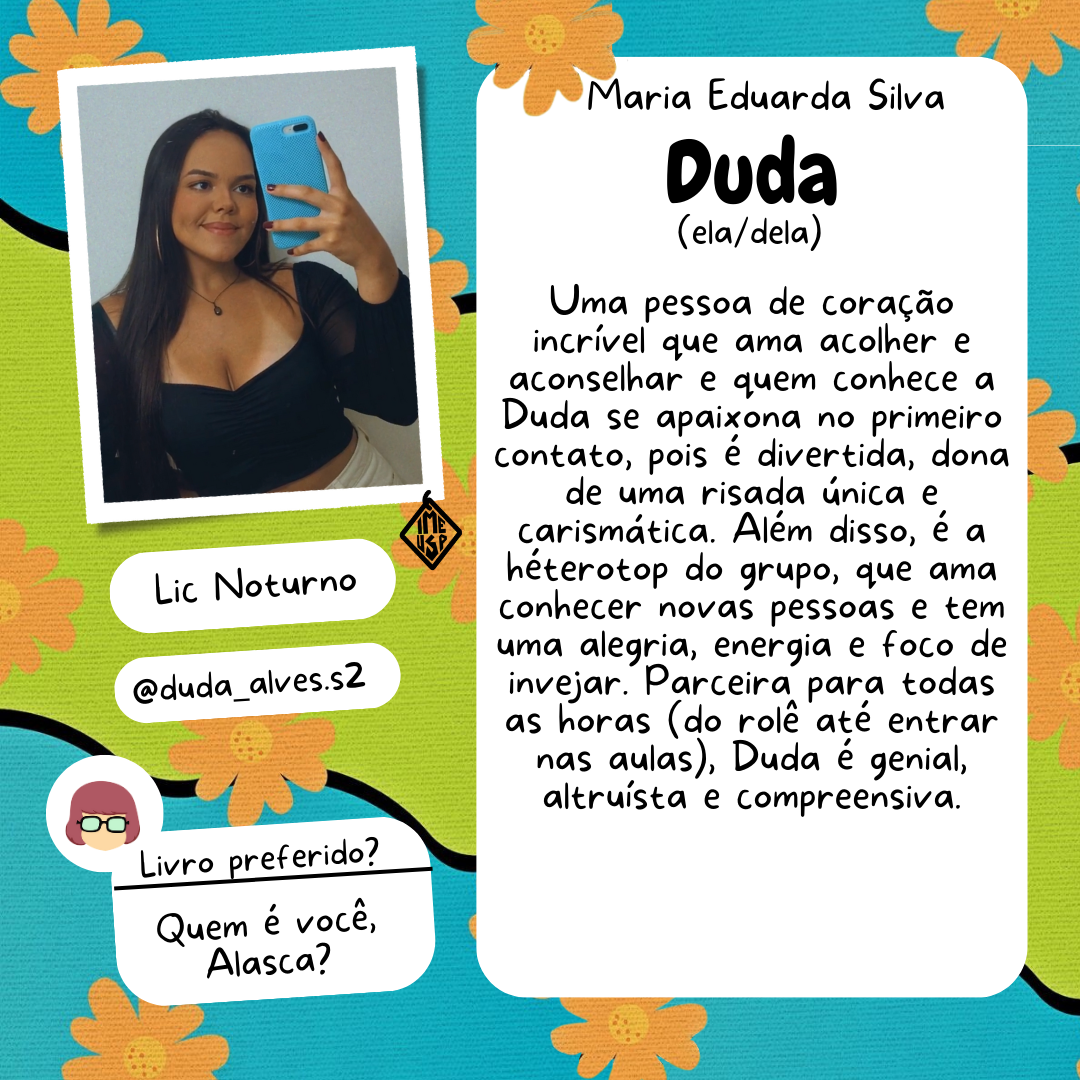 Maria Eduarda Silva
Duda
(ela/dela)
Uma pessoa de coração
incrível que ama acolher e
aconselhar e quem conhece a
Duda se apaixona no primeiro
contato, pois é divertida, dona
de uma risada única e
carismática. Além disso, é a
héterotop do grupo, que ama
conhecer novas pessoas e tem
uma alegria, energia e foco de
invejar. Parceira para todas
as horas (do rolê até entrar
nas aulas), Duda é genial,
altruísta e compreensiva.
IME
USP
Lic Noturno
@duda_alves.s2
Livro preferido?
Quem é você,
Alasca?